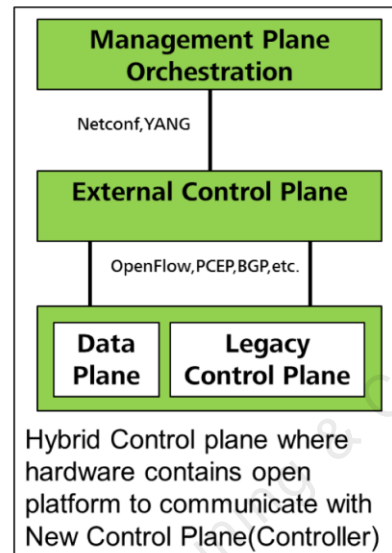 Management Plane
Orchestration
Netconf,YANG
External Control Plane
OpenFlow,PCEP,BGP,etc.
Data
Plane
Legacy
Control Plane
Hybrid Control plane where
hardware contains open
platform to communicate with
New Control Plane(Controller)
ning & C